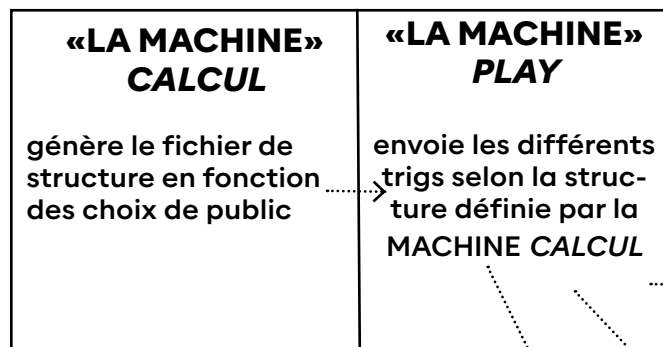 «LA MACHINE»
CALCUL
génère le fichier de
structure en fonction
des choix de public
«LA MACHINE»
PLAY
envoie les différents
trigs selon la struc-
ture définie par la
MACHINE CALCUL